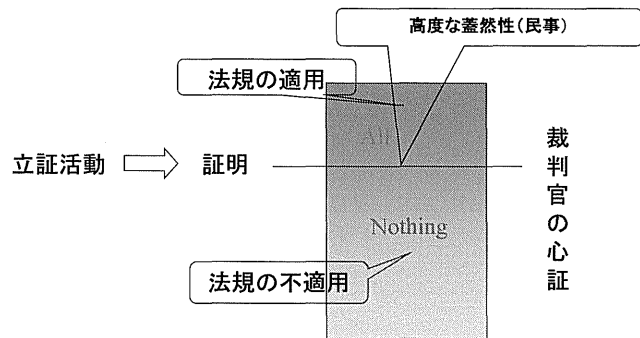 高度な蓋然性(民事)
法規の適用
All
立証活動
証明
裁判官の心証
Nothing
法規の不適用